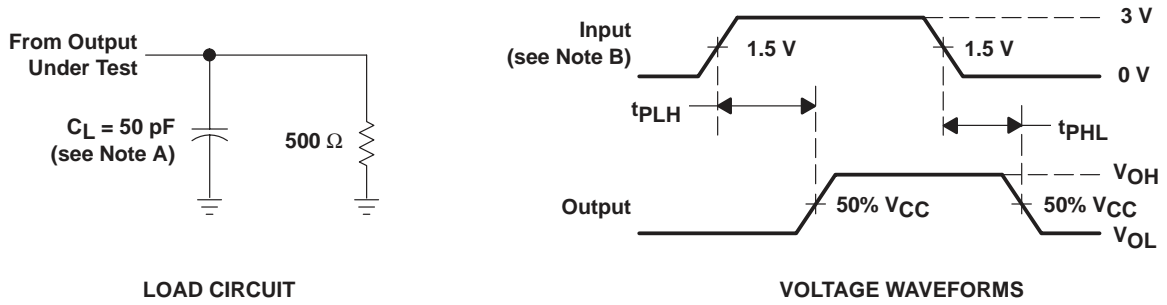 From Output
Under Test
CL = 50 pF
(see Note A)
500 Ω
LOAD CIRCUIT
Input
(see Note B)
1.5 V
1.5 V
3 V
0 V
tPLH
tPHL
Output
50% VCC
50% VCC
VOH
VOL
VOLTAGE WAVEFORMS